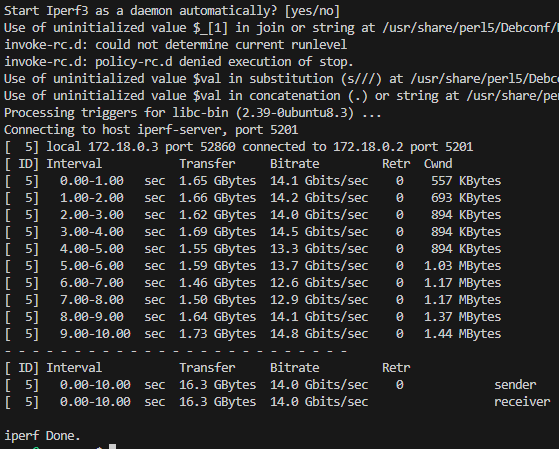 Start Iperf3 as a daemon automatically? [yes/no]
Use of uninitialized value $_[1] in join or string at /usr/share/perl5/Debconf/
invoke-rc.d: could not determine current runlevel
invoke-rc.d: policy-rc.d denied execution of stop.
Use of uninitialized value $val in substitution (s///) at /usr/share/perl5/Debco
Use of uninitialized value $val in concatenation (.) or string at /usr/share/per
Processing triggers for libc-bin (2.39-0ubuntu8.3) ...
Connecting to host iperf-server, port 5201
[  5] local 172.18.0.3 port 52860 connected to 172.18.0.2 port 5201
[ ID] Interval           Transfer     Bitrate         Retr  Cwnd
[  5]   0.00-1.00   sec  1.65 GBytes  14.1 Gbits/sec    0    557 KBytes
[  5]   1.00-2.00   sec  1.66 GBytes  14.2 Gbits/sec    0    693 KBytes
[  5]   2.00-3.00   sec  1.62 GBytes  14.0 Gbits/sec    0    894 KBytes
[  5]   3.00-4.00   sec  1.69 GBytes  14.5 Gbits/sec    0    894 KBytes
[  5]   4.00-5.00   sec  1.55 GBytes  13.3 Gbits/sec    0    894 KBytes
[  5]   5.00-6.00   sec  1.59 GBytes  13.7 Gbits/sec    0   1.03 MBytes
[  5]   6.00-7.00   sec  1.46 GBytes  12.6 Gbits/sec    0   1.17 MBytes
[  5]   7.00-8.00   sec  1.50 GBytes  12.9 Gbits/sec    0   1.17 MBytes
[  5]   8.00-9.00   sec  1.64 GBytes  14.1 Gbits/sec    0   1.37 MBytes
[  5]   9.00-10.00  sec  1.73 GBytes  14.8 Gbits/sec    0   1.44 MBytes
- - - - - - - - - - - - - - - - - - - - - - - - -
[ ID] Interval           Transfer     Bitrate         Retr
[  5]   0.00-10.00  sec  16.3 GBytes  14.0 Gbits/sec    0             sender
[  5]   0.00-10.00  sec  16.3 GBytes  14.0 Gbits/sec                  receiver
iperf Done.